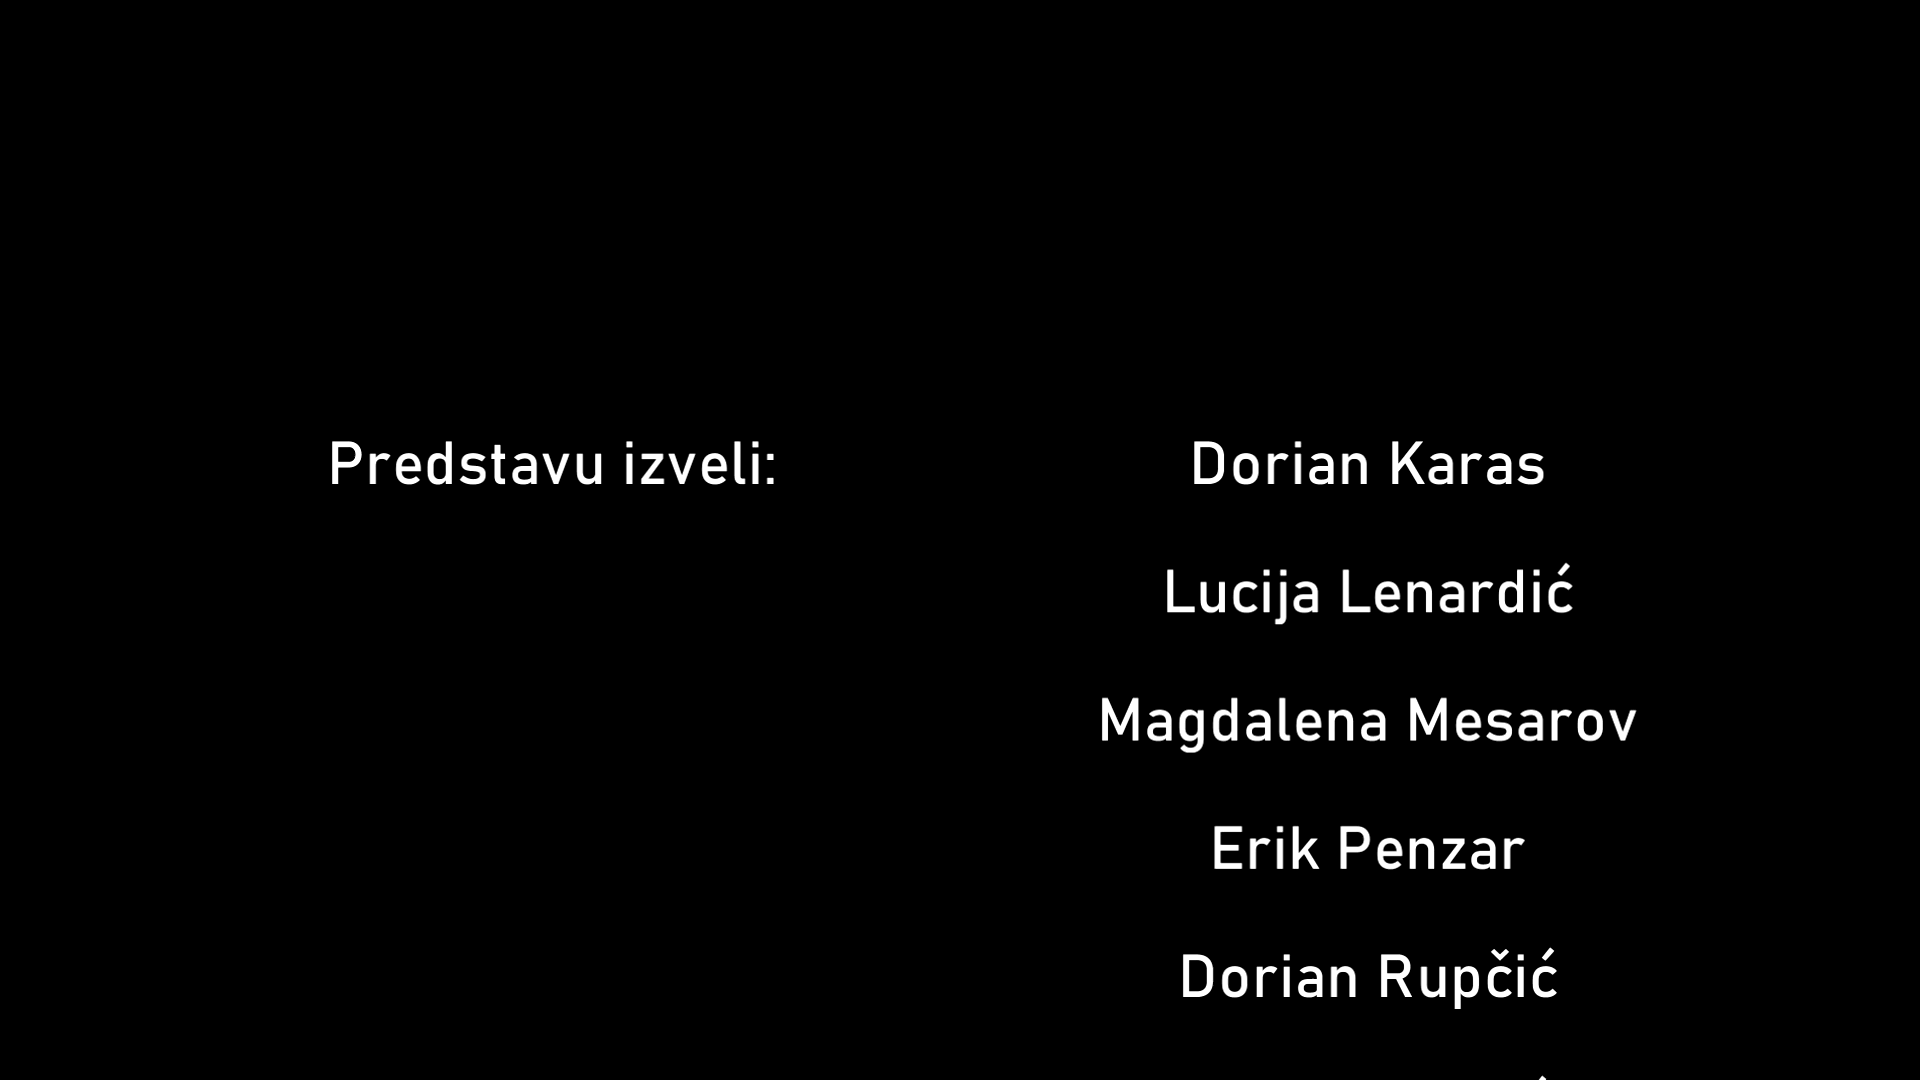 Predstavu izveli: Dorian Karas
Lucija Lenardić
Magdalena Mesarov
Erik Penzar
Dorian Rupčić